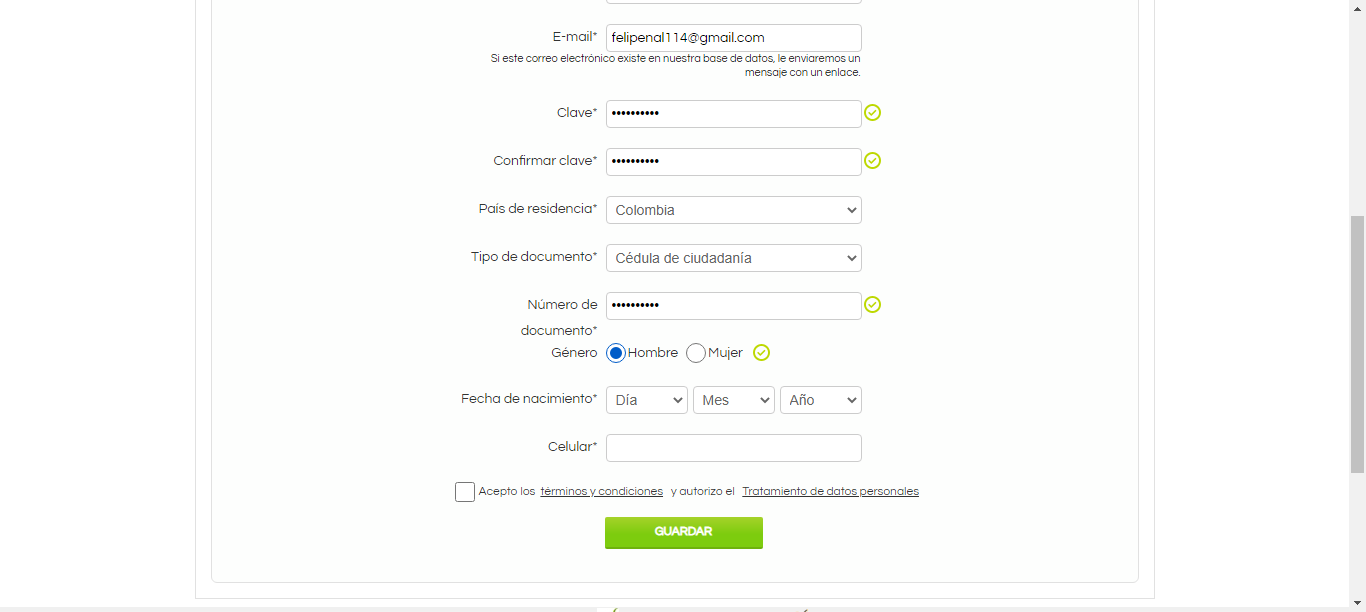 E-mail* felipenal114@gmail.com
Si este correo electrónico existe en nuestra base de datos, le enviaremos un
mensaje con un enlace.
Clave* ••••••••••
Confirmar clave* ••••••••••
País de residencia* Colombia
Tipo de documento* Cédula de ciudadanía
Número de ••••••••••
documento*
Género Hombre Mujer
Fecha de nacimiento* Día Mes Año
Celular*
Acepto los términos y condiciones y autorizo el Tratamiento de datos personales
GUARDAR